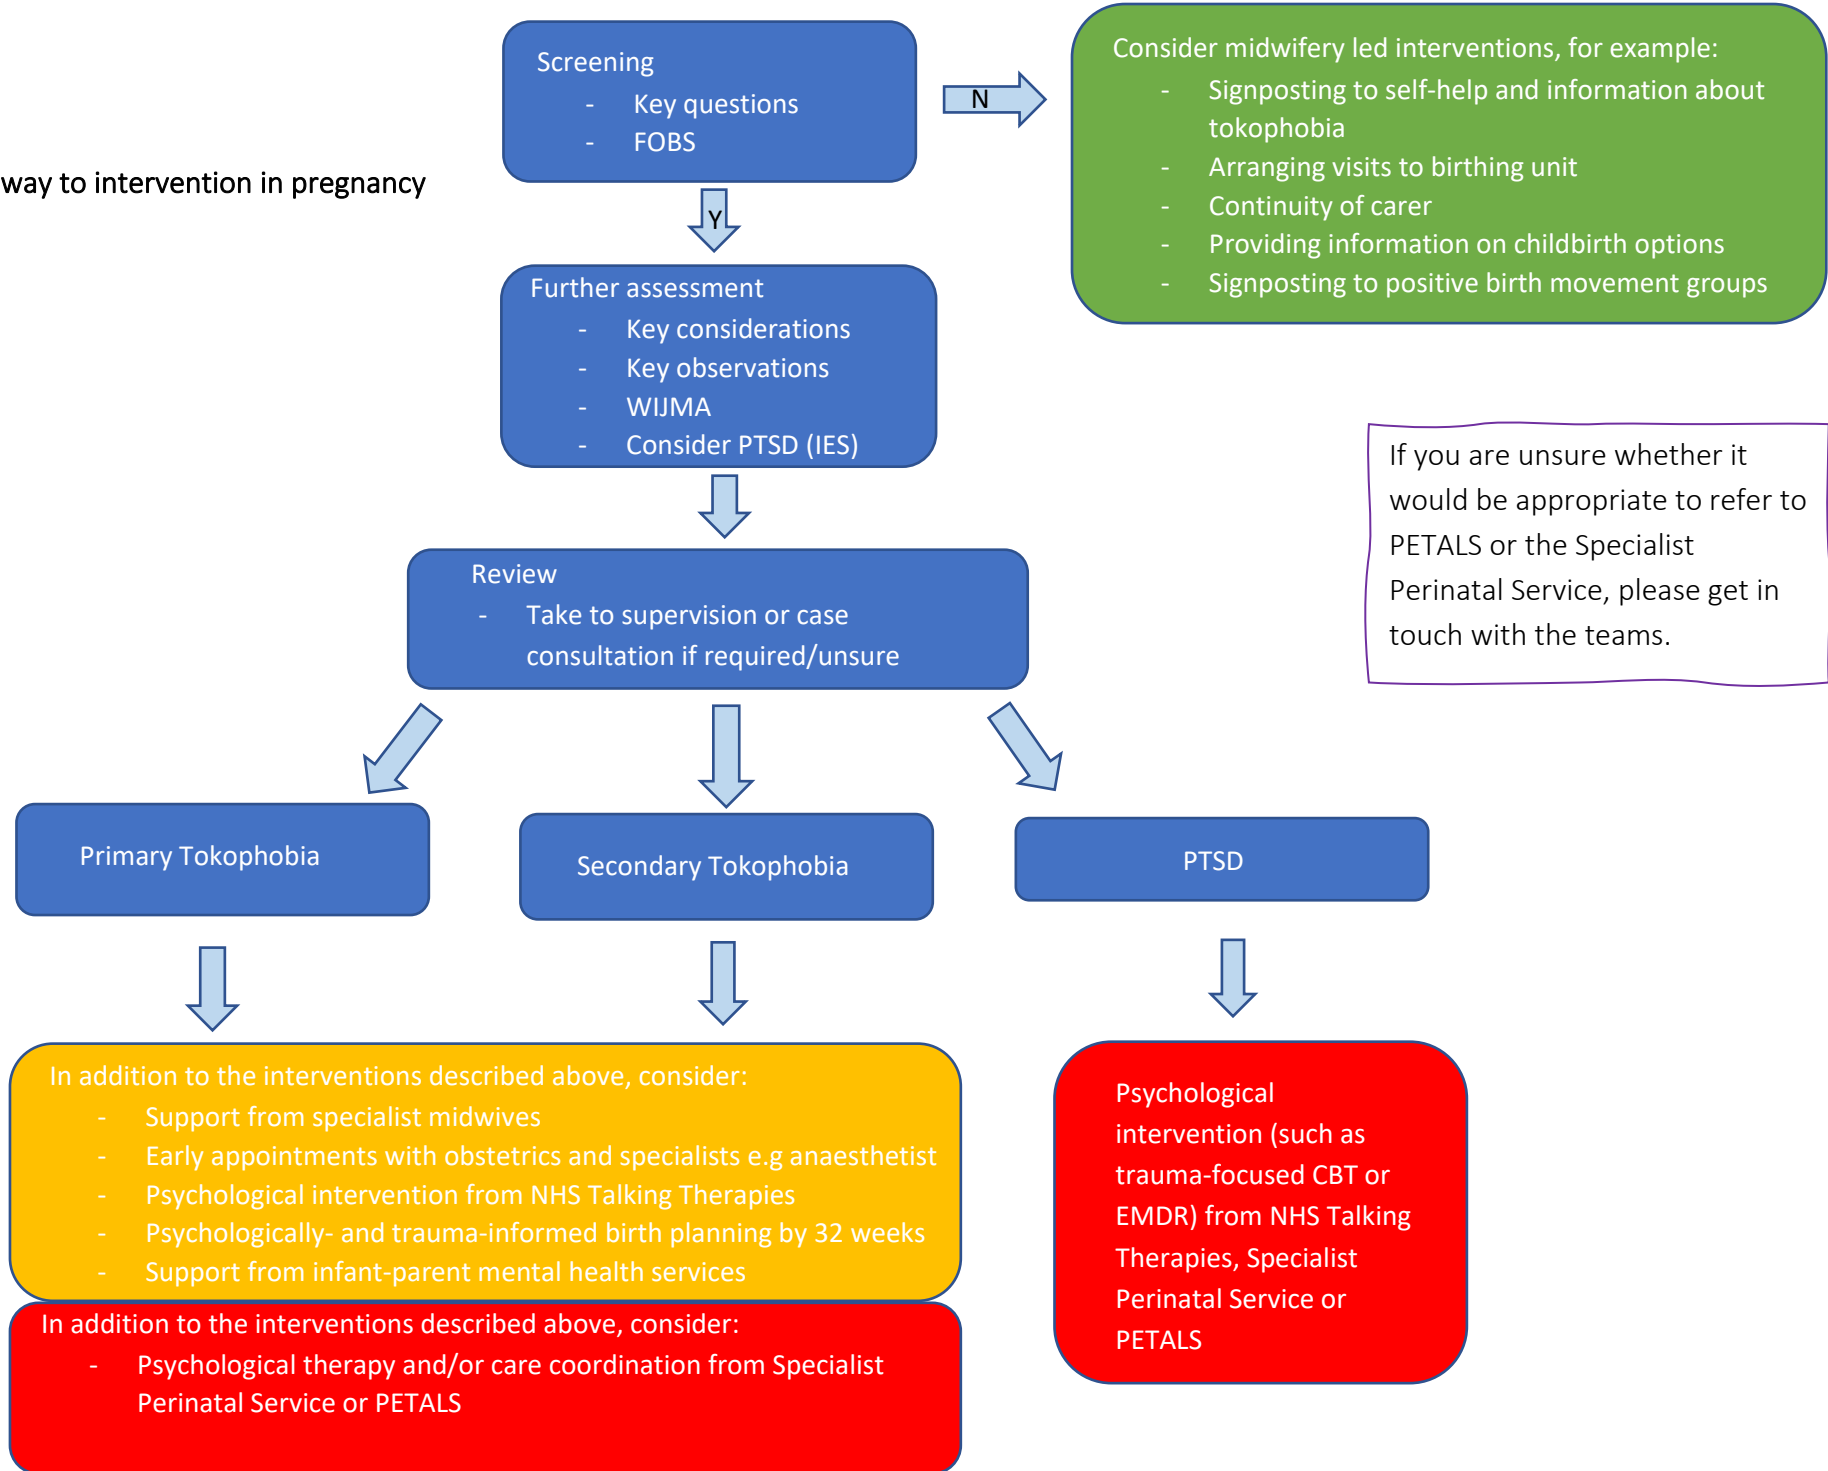 Screening
- Key questions
- FOBS
N
Consider midwifery led interventions, for example:
- Signposting to self-help and information about
tokophobia
- Arranging visits to birthing unit
- Continuity of carer
- Providing information on childbirth options
- Signposting to positive birth movement groups
way to intervention in pregnancy
Y
Further assessment
- Key considerations
- Key observations
- WIJMA
- Consider PTSD (IES)
If you are unsure whether it
would be appropriate to refer to
PETALS or the Specialist
Perinatal Service, please get in
touch with the teams.
Review
- Take to supervision or case
consultation if required/unsure
Primary Tokophobia
Secondary Tokophobia
PTSD
In addition to the interventions described above, consider:
- Support from specialist midwives
- Early appointments with obstetrics and specialists e.g anaesthetist
- Psychological intervention from NHS Talking Therapies
- Psychologically- and trauma-informed birth planning by 32 weeks
- Support from infant-parent mental health services
In addition to the interventions described above, consider:
- Psychological therapy and/or care coordination from Specialist
Perinatal Service or PETALS
Psychological
intervention (such as
trauma-focused CBT or
EMDR) from NHS Talking
Therapies, Specialist
Perinatal Service or
PETALS